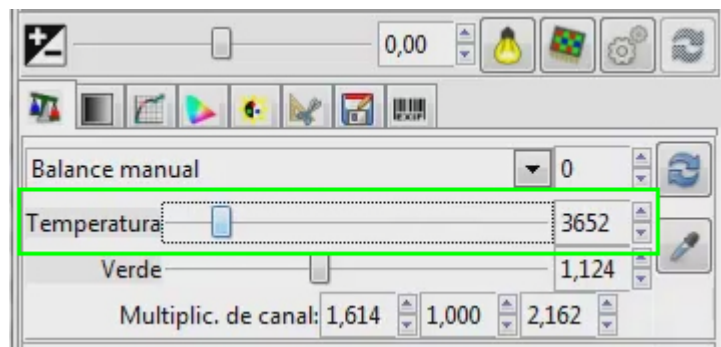 0,00
EXIF
Balance manual 0
Temperatura 3652
Verde 1,124
Multiplic. de canal: 1,614 1,000 2,162